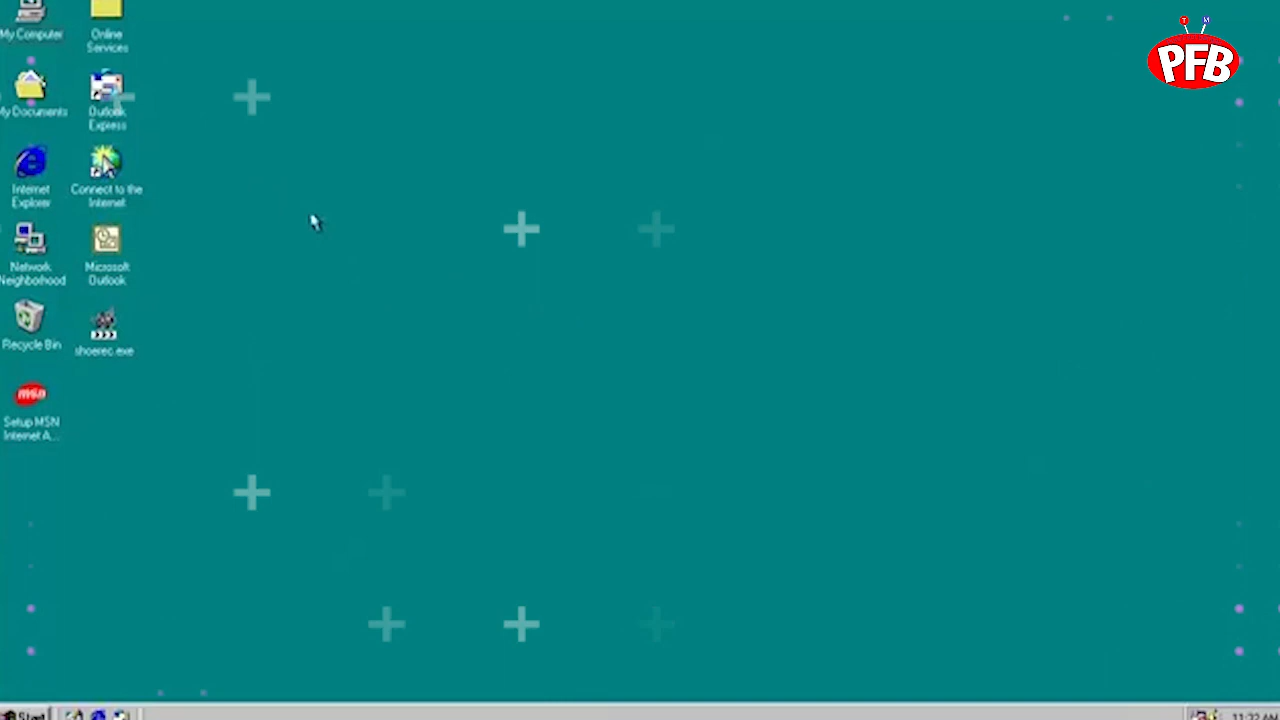 My Computer
Online
Services
My Documents
Outlook
Express
Internet
Explorer
Connect to the
Internet
Network
Neighborhood
Microsoft
Outlook
Recycle Bin
shoerec.exe
msn
Setup MSN
Internet A...
Start
PFB
T
M